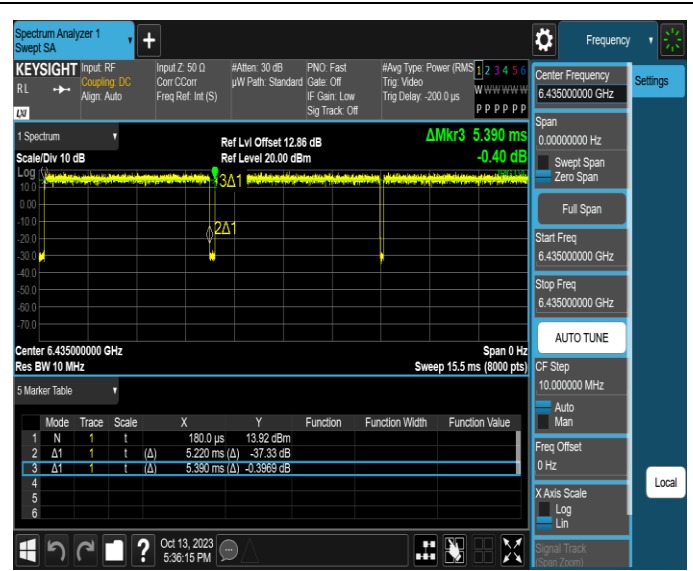 Spectrum Analyzer 1
Swept SA
+
Frequency
KEYSIGHT
RL
LXI
Input: RF
Coupling: DC
Align: Auto
Input Z: 50 Ω
Corr CCorr
Freq Ref: Int (S)
#Atten: 30 dB
µW Path: Standard
PNO: Fast
Gate: Off
IF Gain: Low
Sig Track: Off
#Avg Type: Power (RMS
Trig: Video
Trig Delay: -200.0 µs
1 2 3 4 5 6
W W W W W W
P P P P P P
Center Frequency
6.435000000 GHz
Settings
Span
0.00000000 Hz
Swept Span
Zero Span
Full Span
Start Freq
6.435000000 GHz
Stop Freq
6.435000000 GHz
AUTO TUNE
CF Step
10.000000 MHz
Auto
Man
Freq Offset
0 Hz
X Axis Scale
Log
Lin
Signal Track
(Span Zoom)
Local
1 Spectrum
Scale/Div 10 dB
Ref Lvl Offset 12.86 dB
Ref Level 20.00 dBm
ΔMkr3 5.390 ms
-0.40 dB
Log
10.0
0.00
-10.0
-20.0
-30.0
-40.0
-50.0
-60.0
-70.0
3Δ1
2Δ1
Center 6.435000000 GHz
Span 0 Hz
Res BW 10 MHz
Sweep 15.5 ms (8000 pts)
5 Marker Table
Mode Trace Scale X Y Function Function Width Function Value
1 N 1 t 180.0 µs 13.92 dBm
2 Δ1 1 t (Δ) 5.220 ms (Δ) -37.33 dB
3 Δ1 1 t (Δ) 5.390 ms (Δ) -0.3969 dB
4
5
6
?
Oct 13, 2023
5:36:15 PM